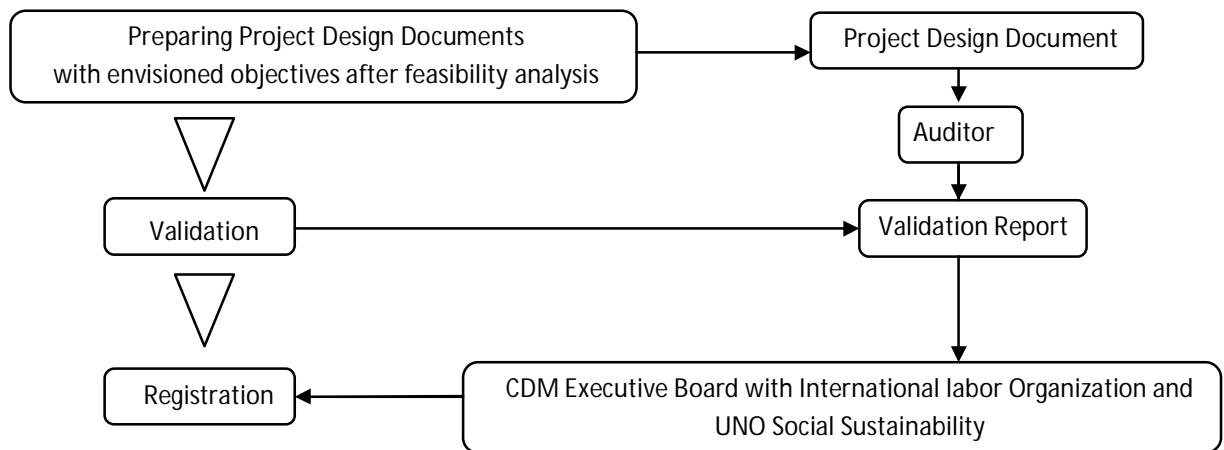 Preparing Project Design Documents
with envisioned objectives after feasibility analysis
Project Design Document
Auditor
Validation
Validation Report
Registration
CDM Executive Board with International labor Organization and
UNO Social Sustainability